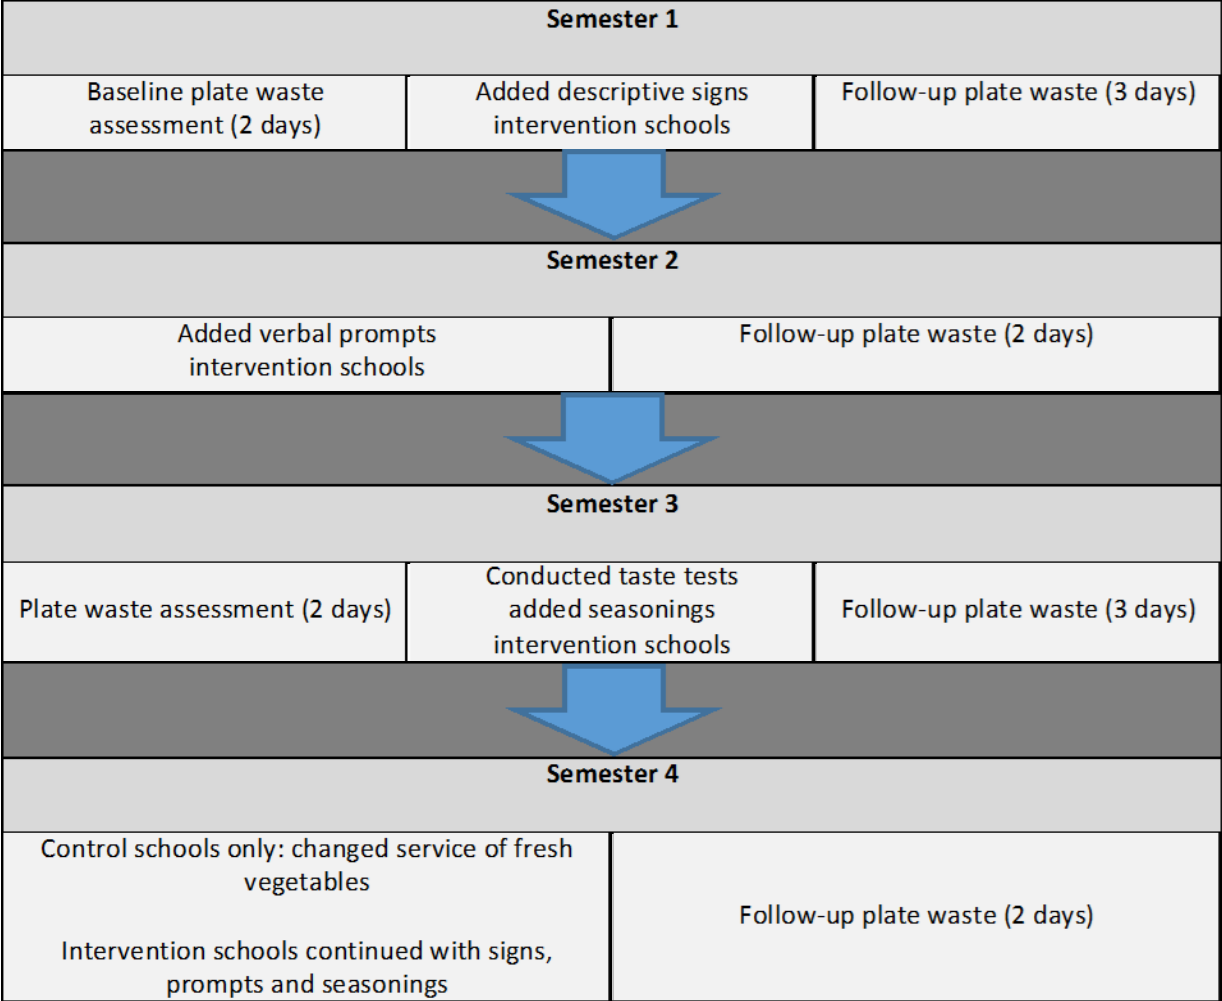 Semester 1
Baseline plate waste
assessment (2 days)
Added descriptive signs
intervention schools
Follow-up plate waste (3 days)
Semester 2
Added verbal prompts
intervention schools
Follow-up plate waste (2 days)
Semester 3
Plate waste assessment (2 days)
Conducted taste tests
added seasonings
intervention schools
Follow-up plate waste (3 days)
Semester 4
Control schools only: changed service of fresh
vegetables
Intervention schools continued with signs,
prompts and seasonings
Follow-up plate waste (2 days)